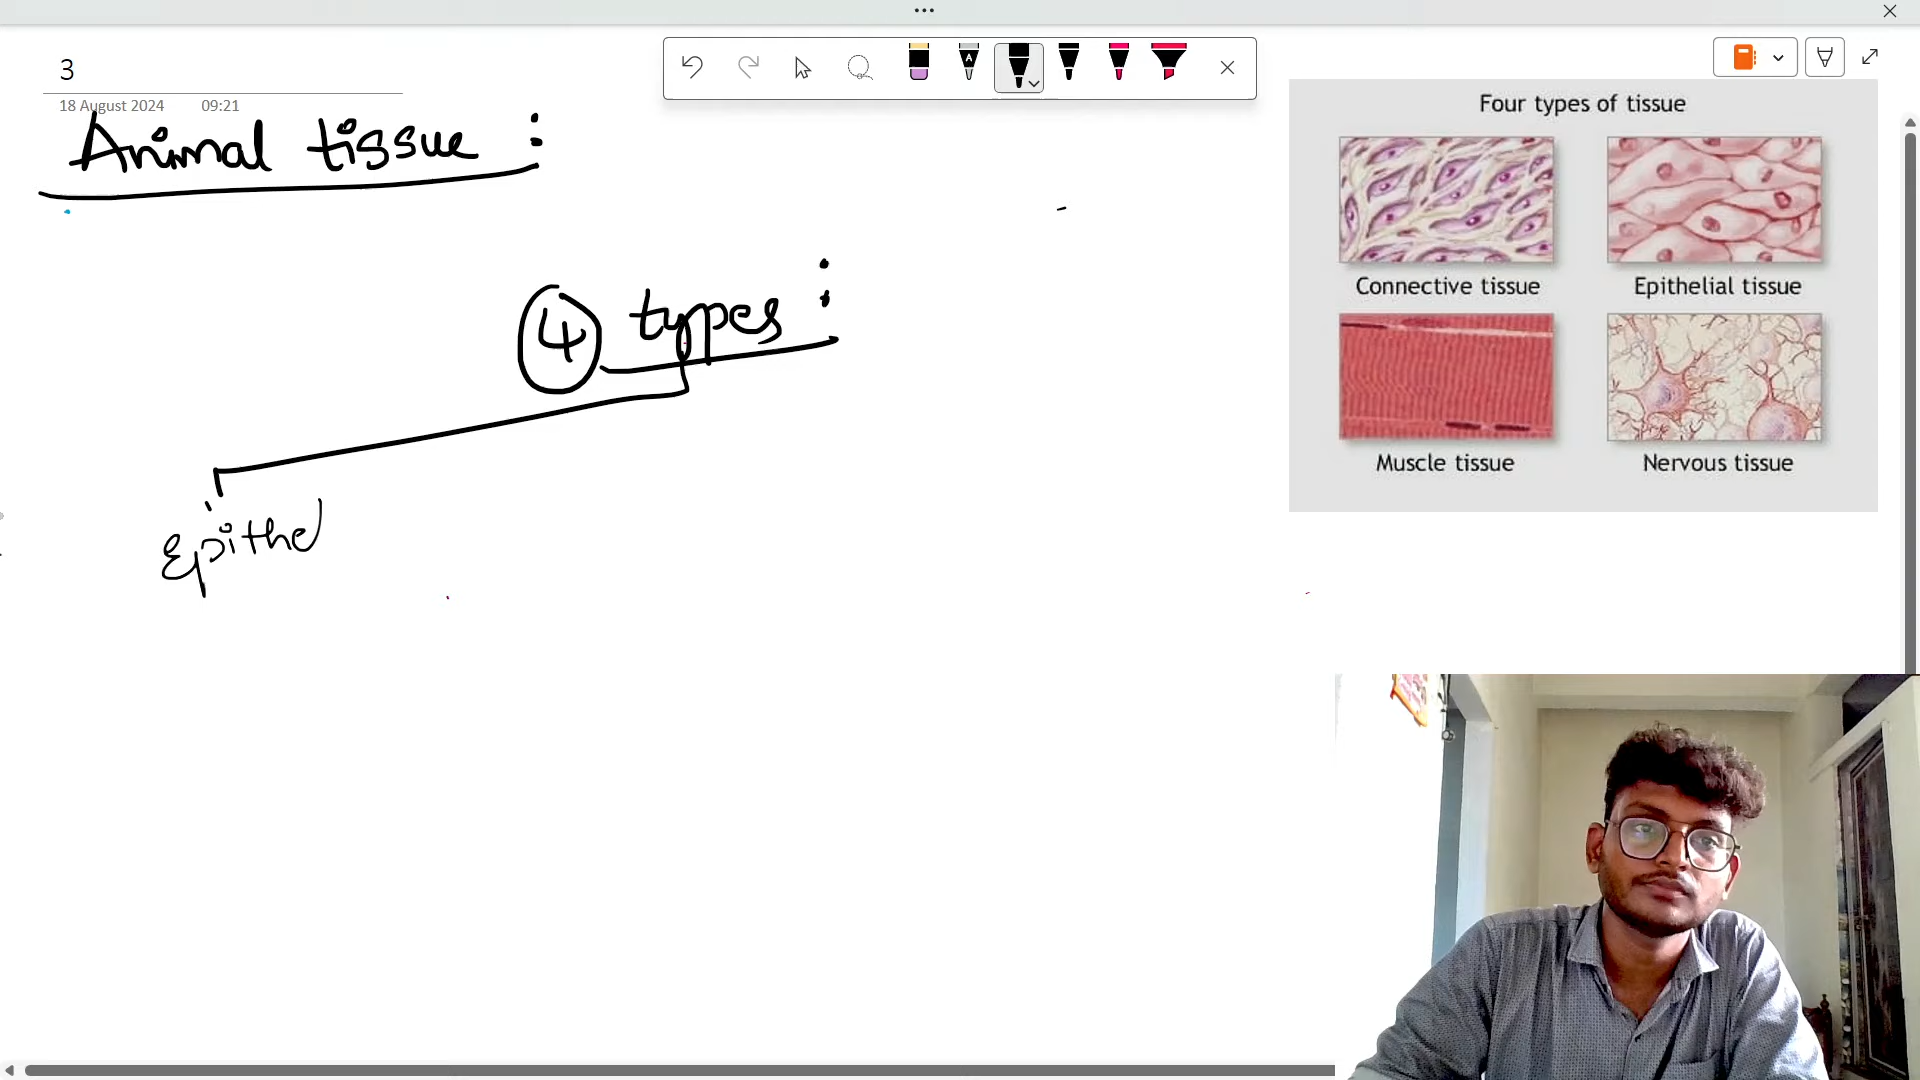 3
18 August 2024 09:21
Animal tissue :
4 types :
Epithel
Four types of tissue
Connective tissue Epithelial tissue
Muscle tissue Nervous tissue
A